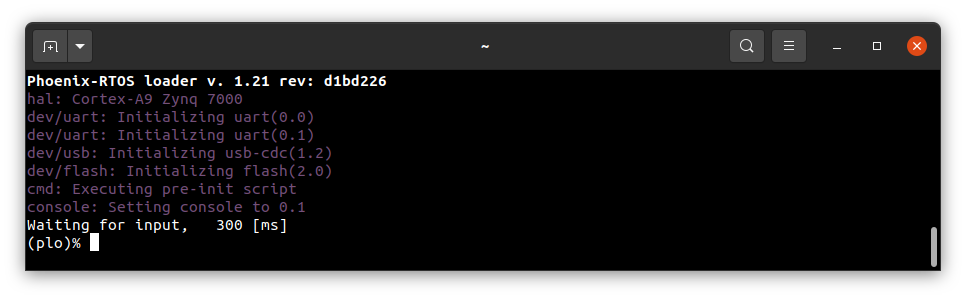 ~
Phoenix-RTOS loader v. 1.21 rev: d1bd226
hal: Cortex-A9 Zynq 7000
dev/uart: Initializing uart(0.0)
dev/uart: Initializing uart(0.1)
dev/usb: Initializing usb-cdc(1.2)
dev/flash: Initializing flash(2.0)
cmd: Executing pre-init script
console: Setting console to 0.1
Waiting for input,   300 [ms]
(plo)%